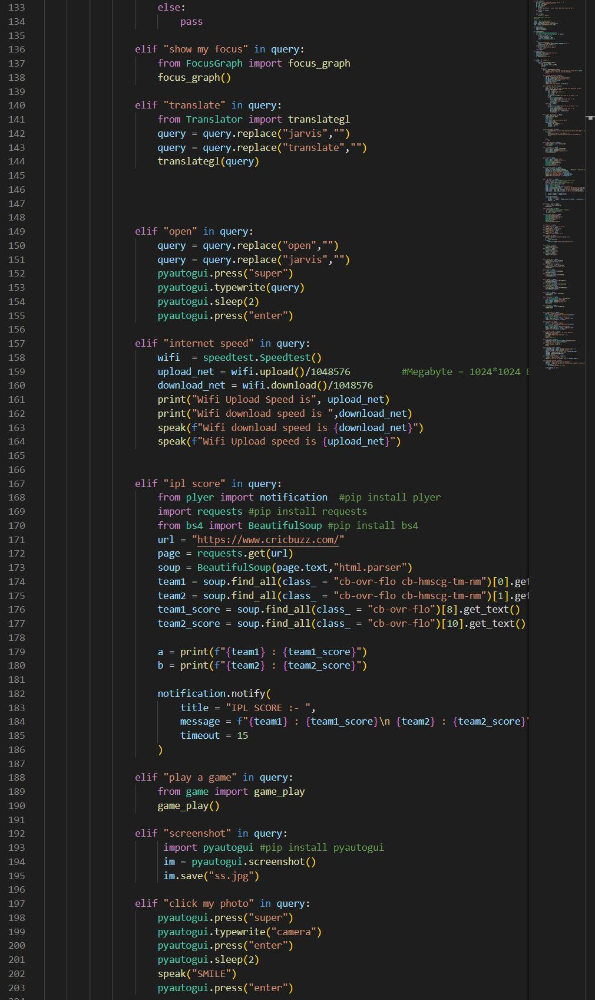 133 else:
134 pass
135
136 elif "show my focus" in query:
137 from FocusGraph import focus_graph
138 focus_graph()
139
140 elif "translate" in query:
141 from Translator import translategl
142 query = query.replace("jarvis","")
143 query = query.replace("translate","")
144 translategl(query)
145
146
147
148
149 elif "open" in query:
150 query = query.replace("open","")
151 query = query.replace("jarvis","")
152 pyautogui.press("super")
153 pyautogui.typewrite(query)
154 pyautogui.sleep(2)
155 pyautogui.press("enter")
156
157 elif "internet speed" in query:
158 wifi  = speedtest.Speedtest()
159 upload_net = wifi.upload()/1048576         #Megabyte = 1024*1024
160 download_net = wifi.download()/1048576
161 print("Wifi Upload Speed is", upload_net)
162 print("Wifi download speed is ",download_net)
163 speak(f"Wifi download speed is {download_net}")
164 speak(f"Wifi Upload speed is {upload_net}")
165
166
167 elif "ipl score" in query:
168 from plyer import notification  #pip install plyer
169 import requests #pip install requests
170 from bs4 import BeautifulSoup #pip install bs4
171 url = "https://www.cricbuzz.com/"
172 page = requests.get(url)
173 soup = BeautifulSoup(page.text,"html.parser")
174 team1 = soup.find_all(class_ = "cb-ovr-flo cb-hmscg-tm-nm")[0].get
175 team2 = soup.find_all(class_ = "cb-ovr-flo cb-hmscg-tm-nm")[1].get
176 team1_score = soup.find_all(class_ = "cb-ovr-flo")[8].get_text()
177 team2_score = soup.find_all(class_ = "cb-ovr-flo")[10].get_text()
178
179 a = print(f"{team1} : {team1_score}")
180 b = print(f"{team2} : {team2_score}")
181
182 notification.notify(
183 title = "IPL SCORE :- ",
184 message = f"{team1} : {team1_score}\n {team2} : {team2_score}"
185 timeout = 15
186 )
187
188 elif "play a game" in query:
189 from game import game_play
190 game_play()
191
192 elif "screenshot" in query:
193 import pyautogui #pip install pyautogui
194 im = pyautogui.screenshot()
195 im.save("ss.jpg")
196
197 elif "click my photo" in query:
198 pyautogui.press("super")
199 pyautogui.typewrite("camera")
200 pyautogui.press("enter")
201 pyautogui.sleep(2)
202 speak("SMILE")
203 pyautogui.press("enter")